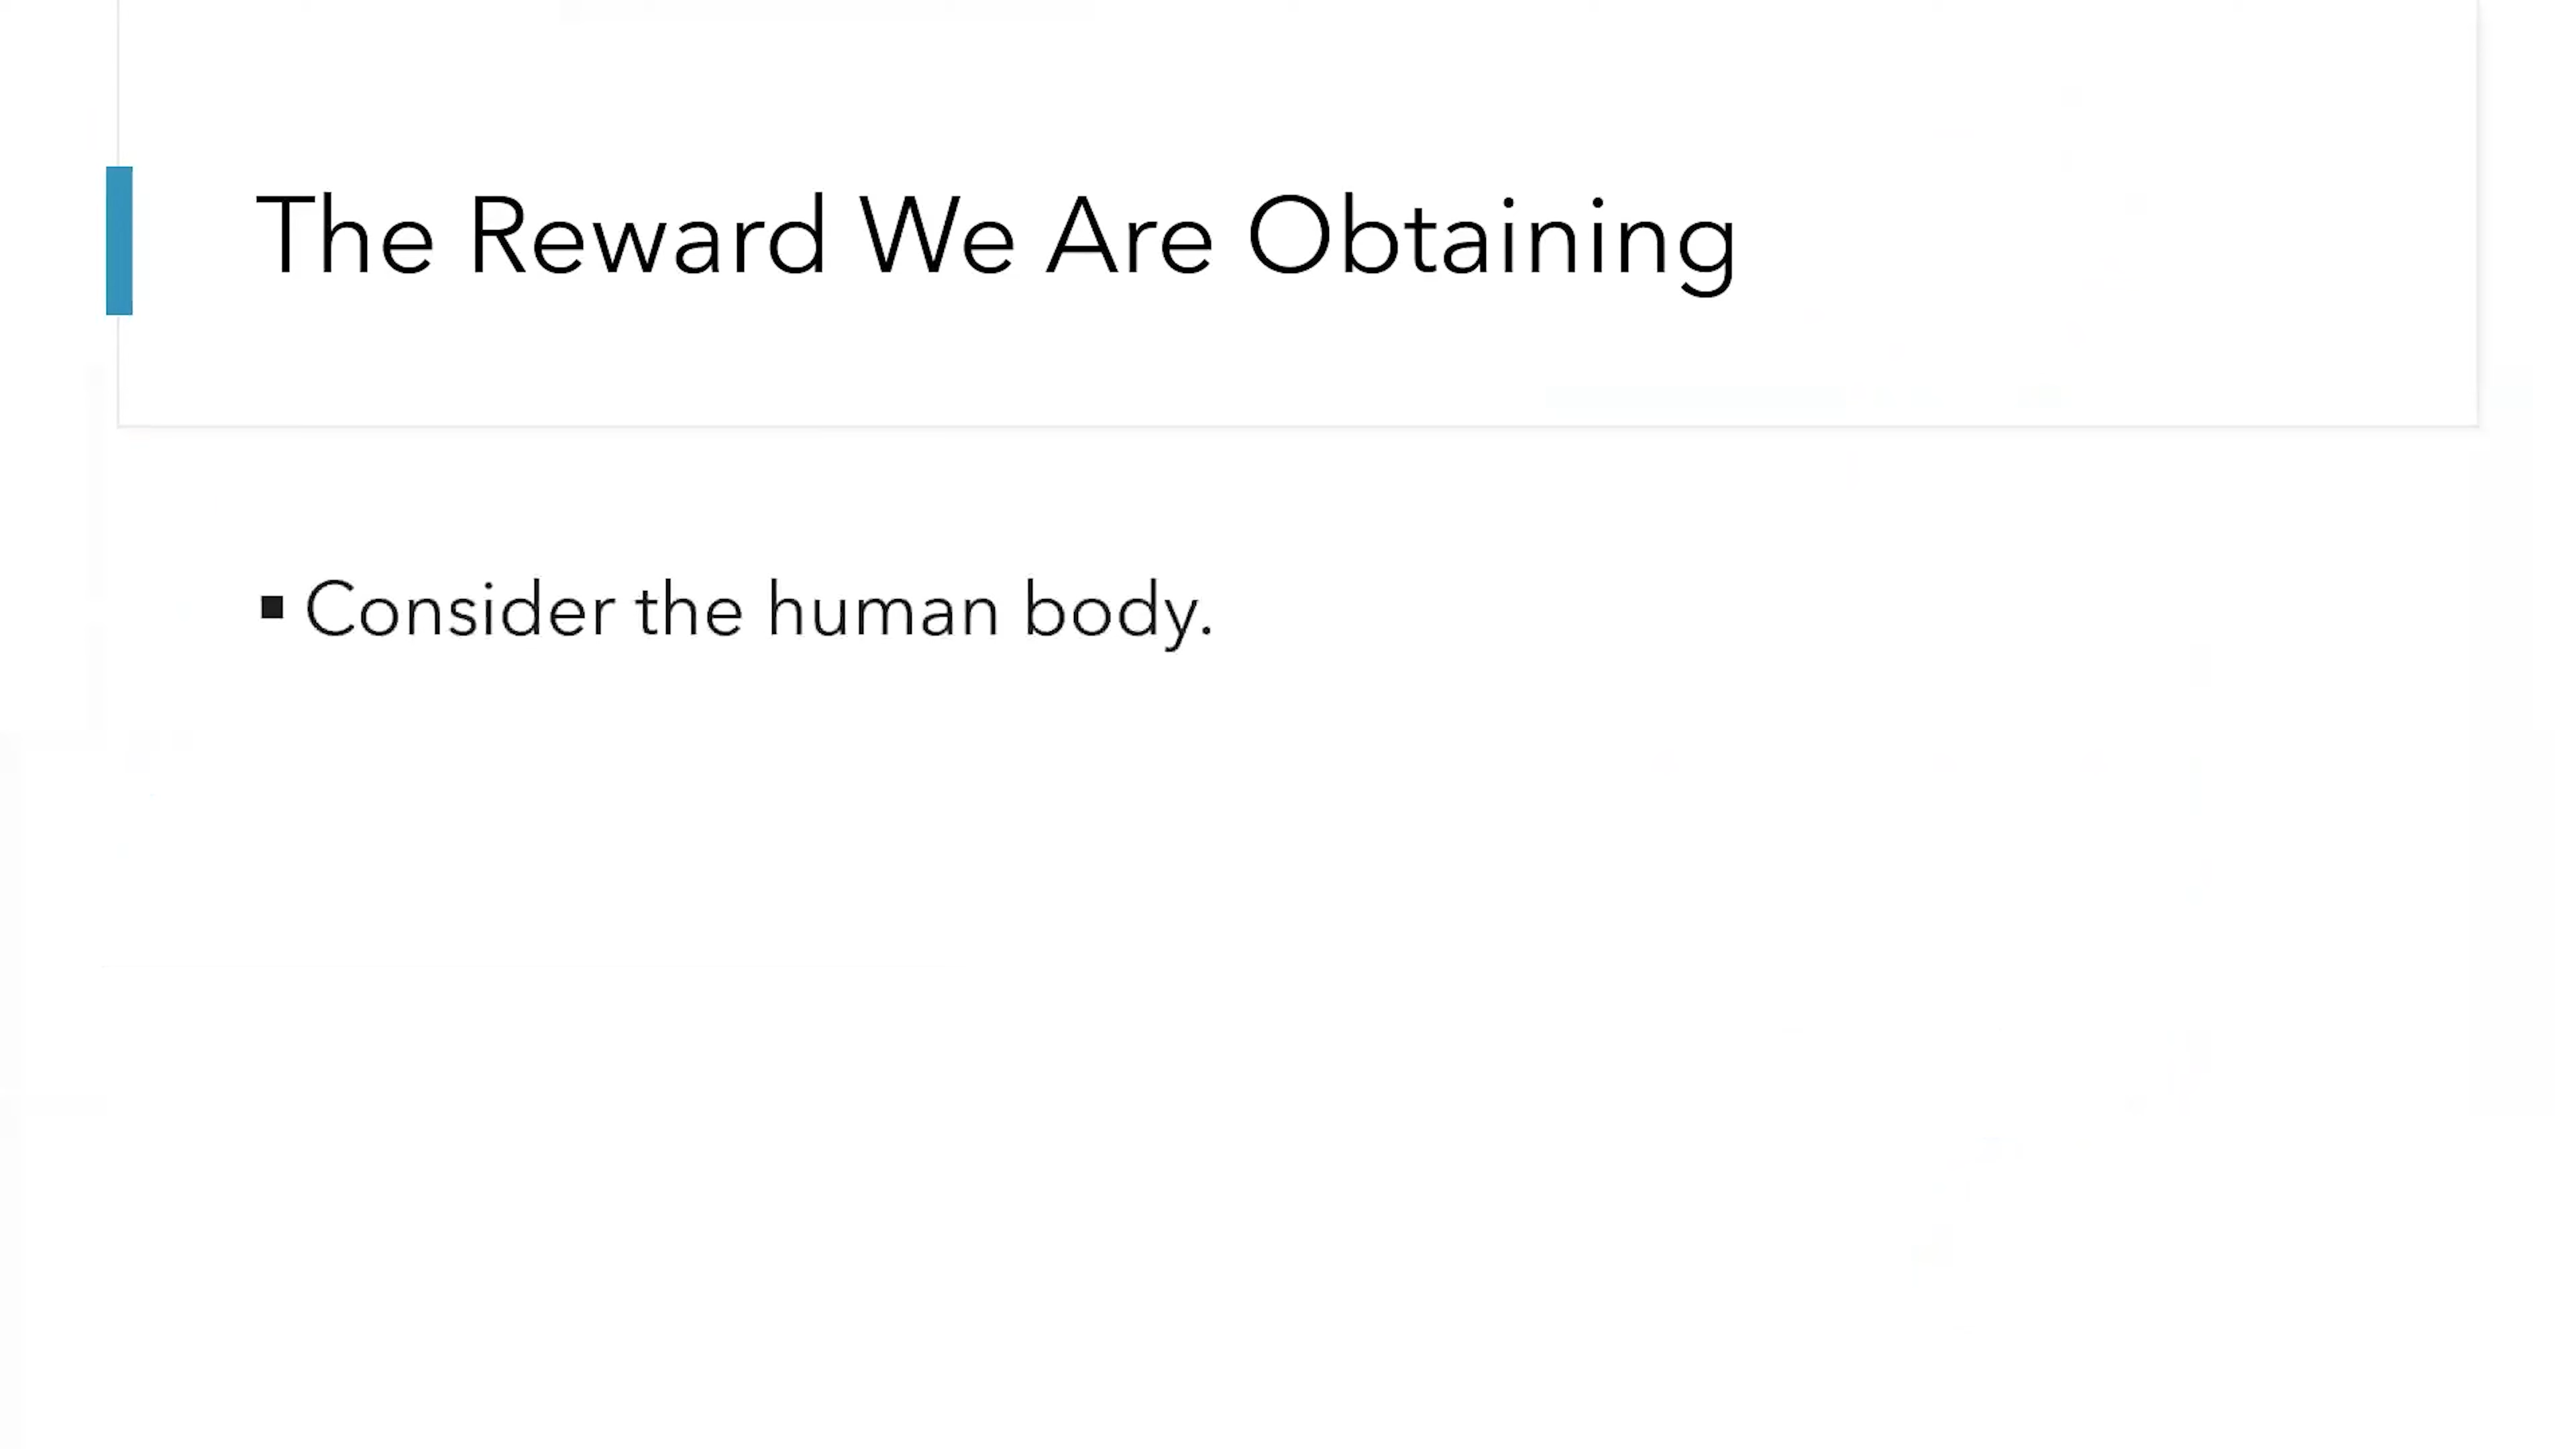 The Reward We Are Obtaining
▪ Consider the human body.